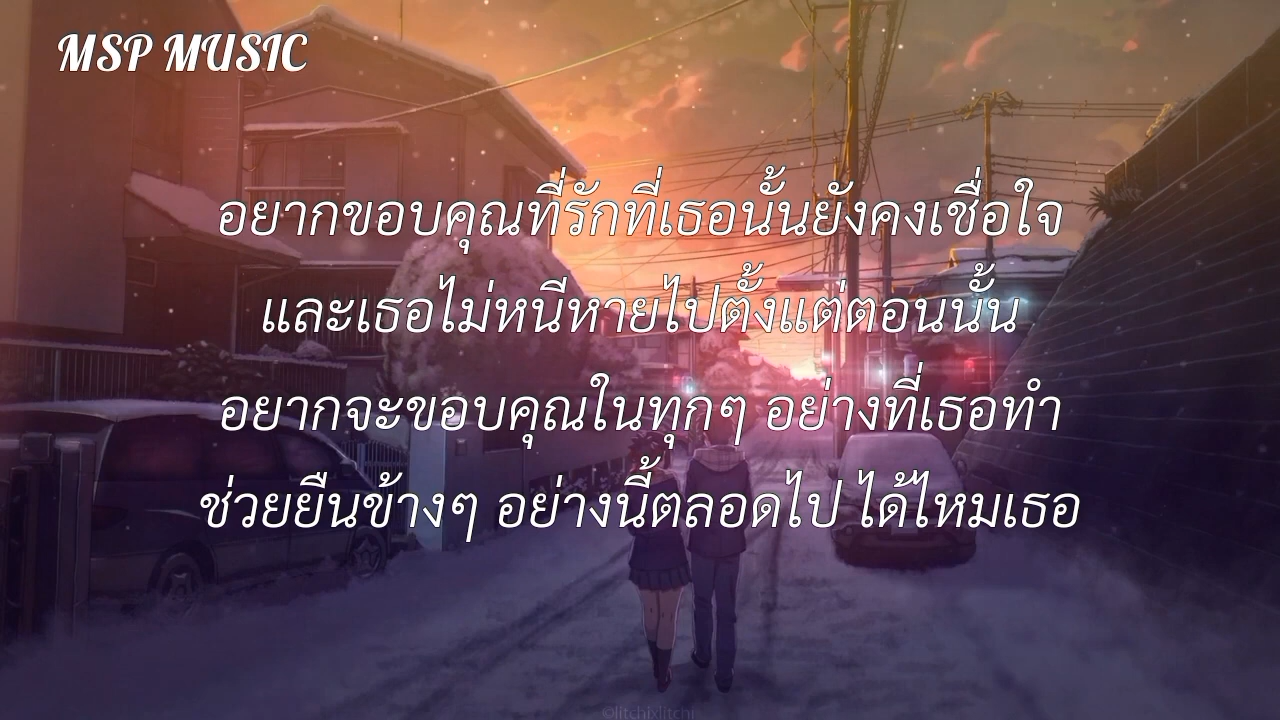 MSP MUSIC
อยากขอบคุณที่รักที่เธอนั้นยังคงเชื่อใจ
และเธอไม่หนีหายไปตั้งแต่ตอนนั้น
อยากจะขอบคุณในทุกๆ อย่างที่เธอทำ
ช่วยยืนข้างๆ อย่างนี้ตลอดไป ได้ไหมเธอ
©litchixlitchi